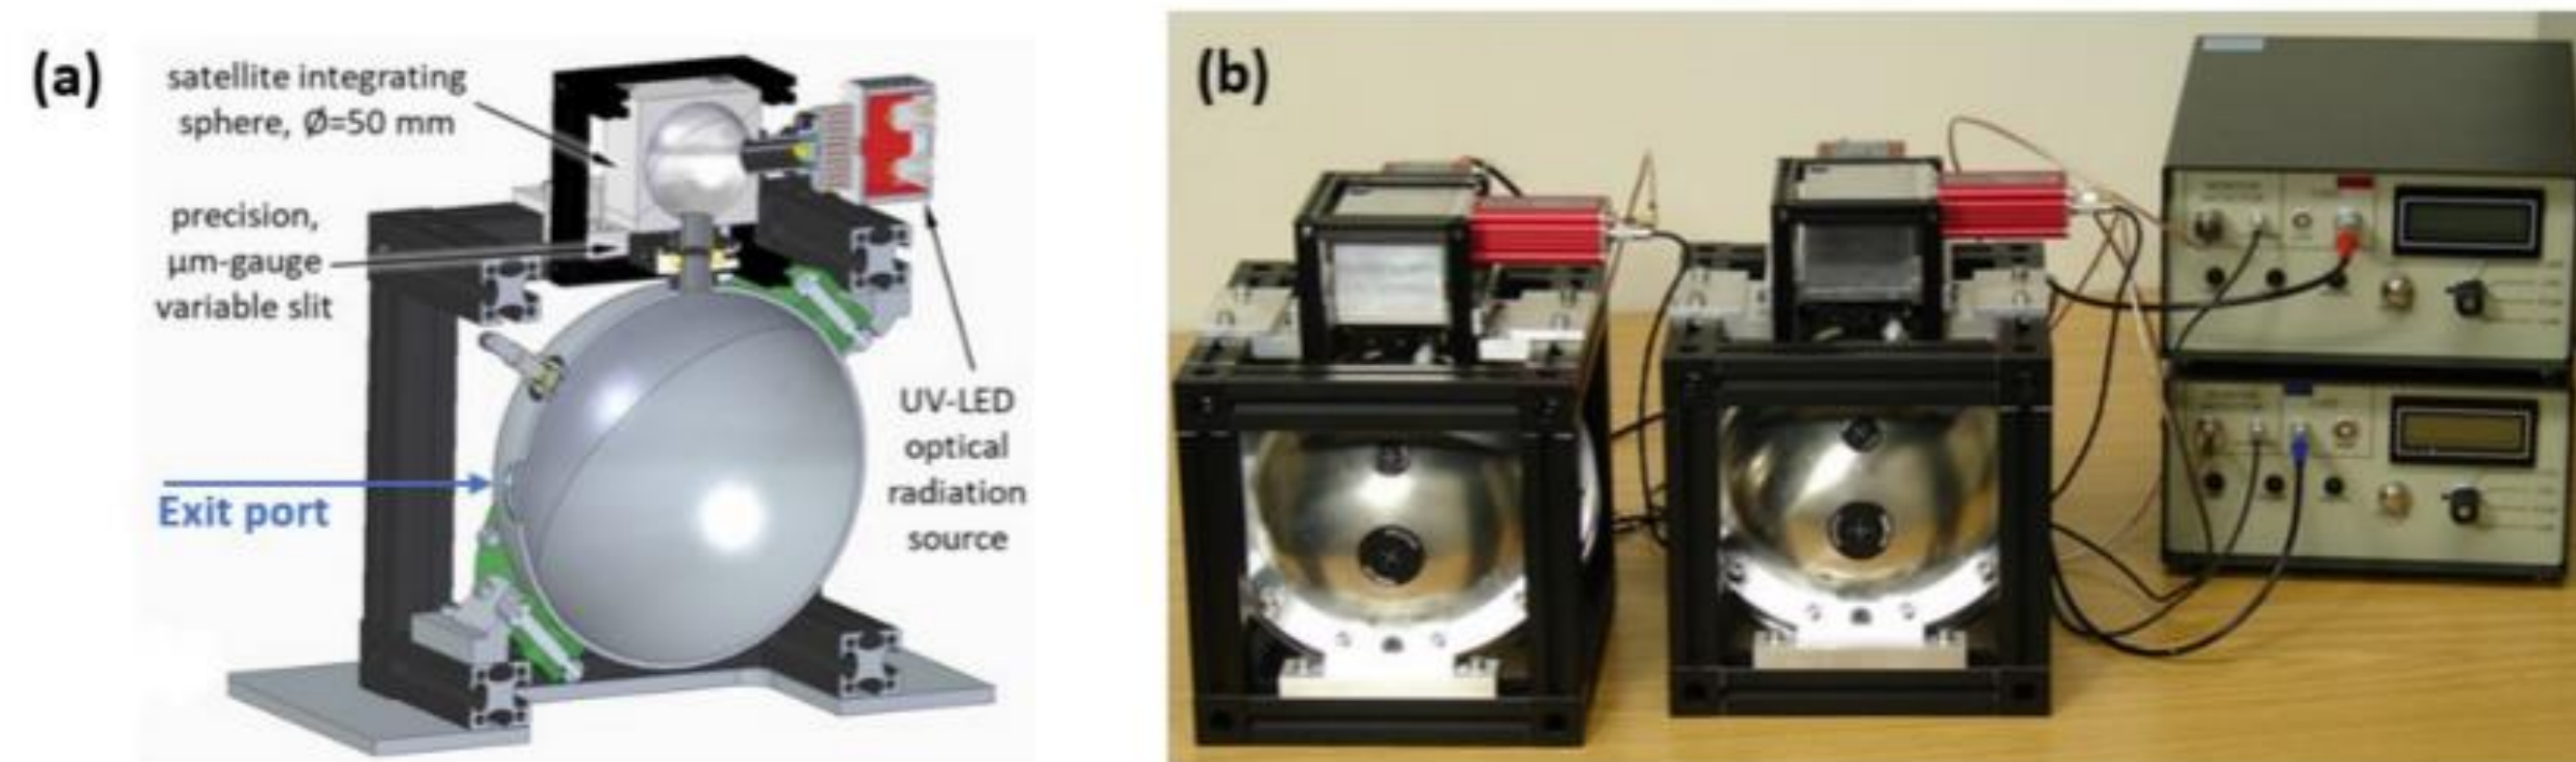 (a)
satellite integrating
sphere, Ø=50 mm
precision,
µm-gauge
variable slit
Exit port
UV-LED
optical
radiation
source
(b)